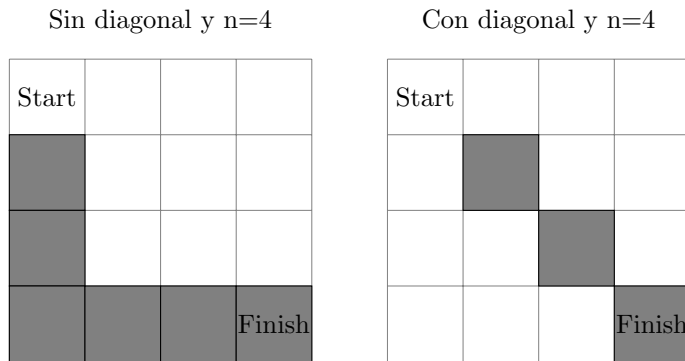 Sin diagonal y n=4
Con diagonal y n=4
Start
Start
Finish
Finish